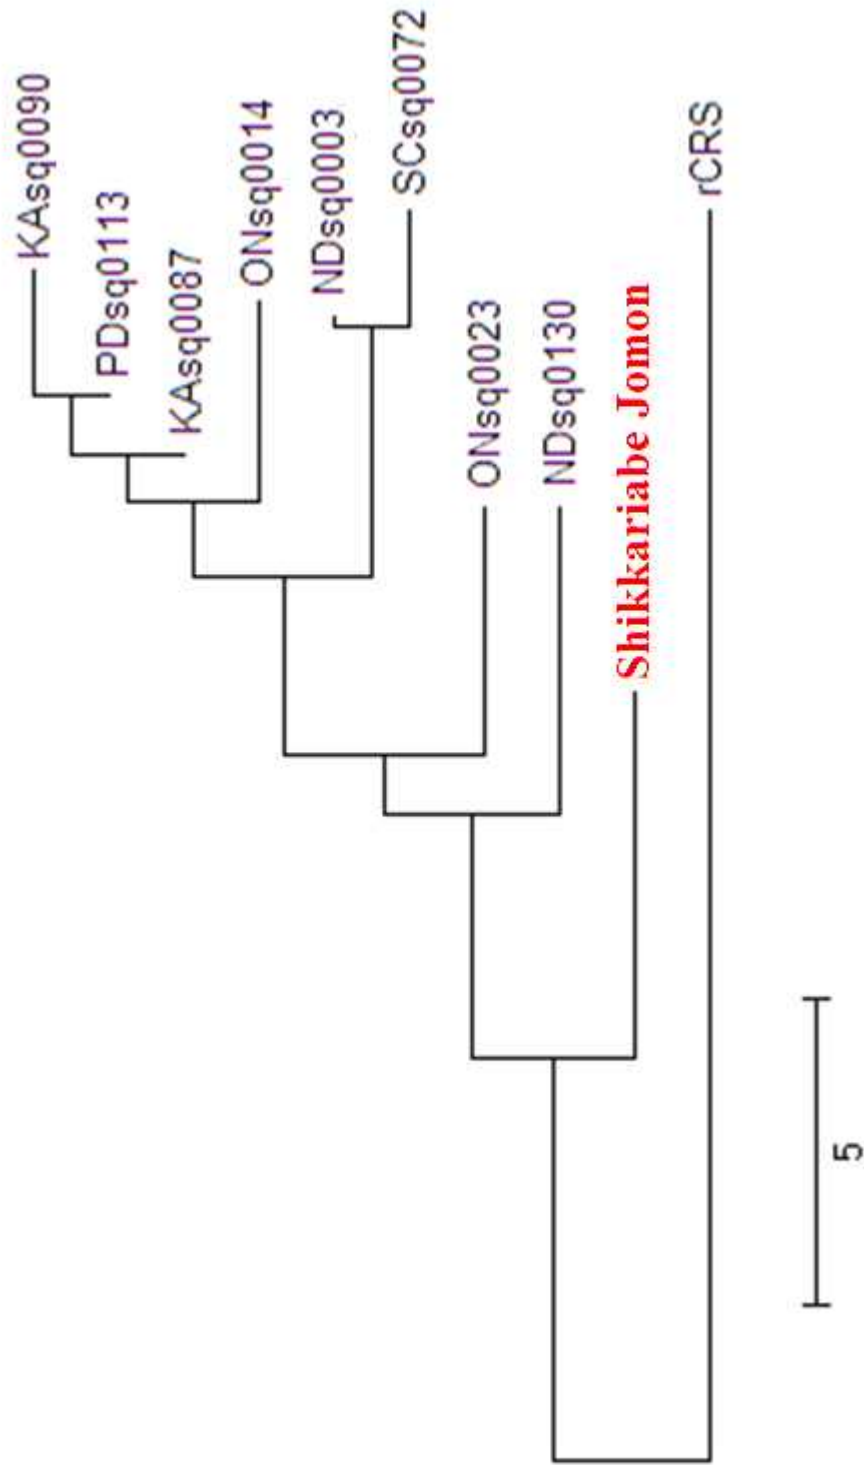 KAsq0090
PDsq0113
KAsq0087
ONsq0014
NDsq0003
SCsq0072
ONsq0023
NDsq0130
Shikkariabe Jomon
rCRS
5